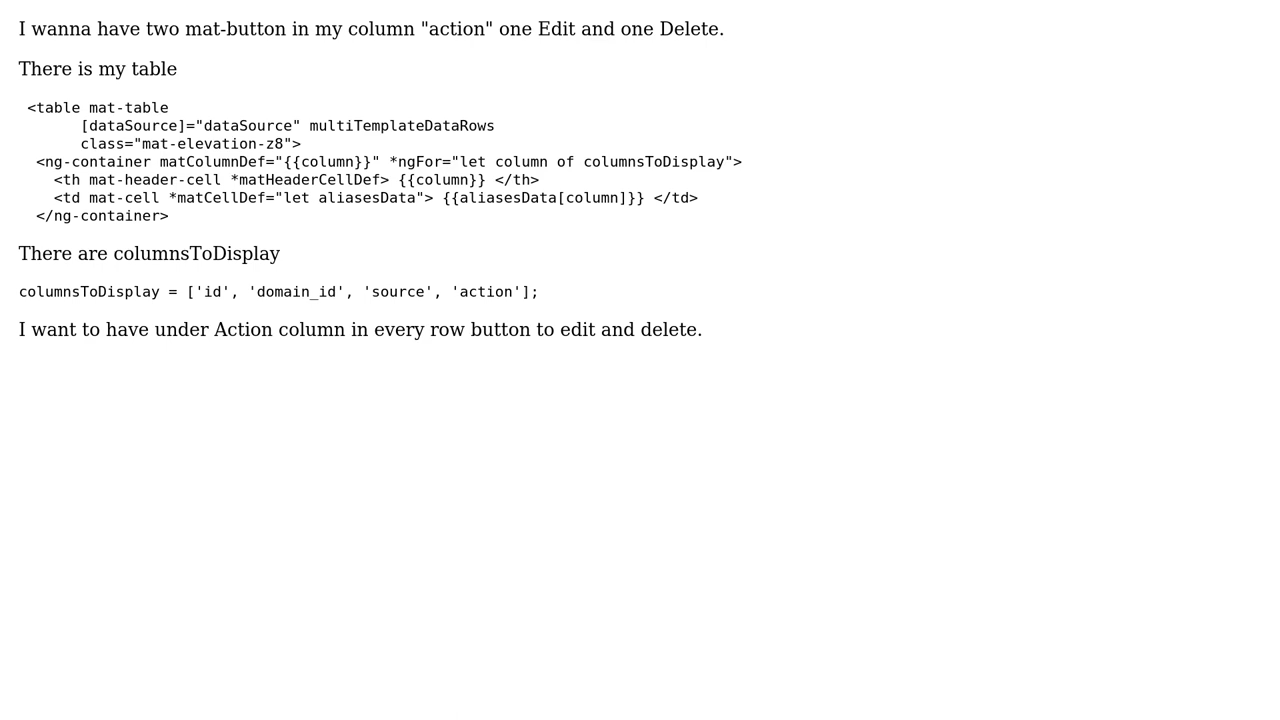 I wanna have two mat-button in my column "action" one Edit and one Delete.
There is my table
<table mat-table
[dataSource]="dataSource" multiTemplateDataRows
class="mat-elevation-z8">
<ng-container matColumnDef="{{column}}" *ngFor="let column of columnsToDisplay">
<th mat-header-cell *matHeaderCellDef> {{column}} </th>
<td mat-cell *matCellDef="let aliasesData"> {{aliasesData[column]}} </td>
</ng-container>
There are columnsToDisplay
columnsToDisplay = ['id', 'domain_id', 'source', 'action'];
I want to have under Action column in every row button to edit and delete.